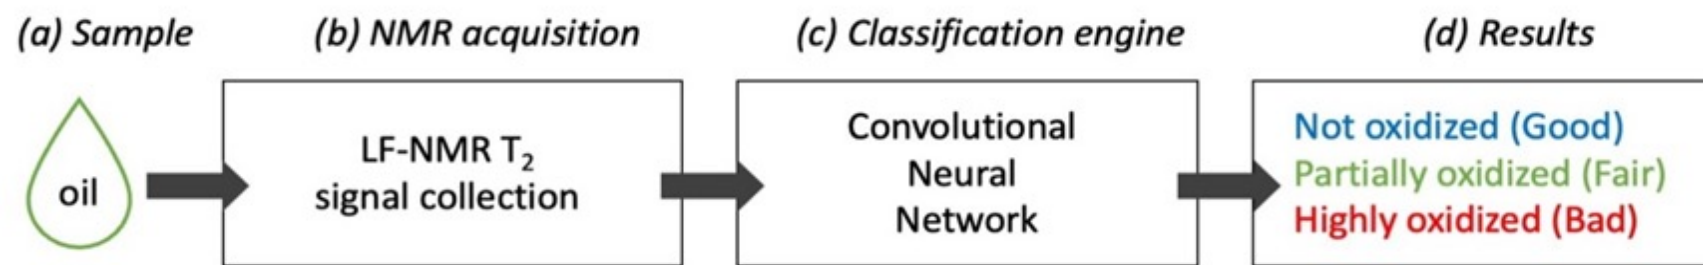 (a) Sample
(b) NMR acquisition
(c) Classification engine
(d) Results
oil
LF-NMR T₂
signal collection
Convolutional
Neural
Network
Not oxidized (Good)
Partially oxidized (Fair)
Highly oxidized (Bad)